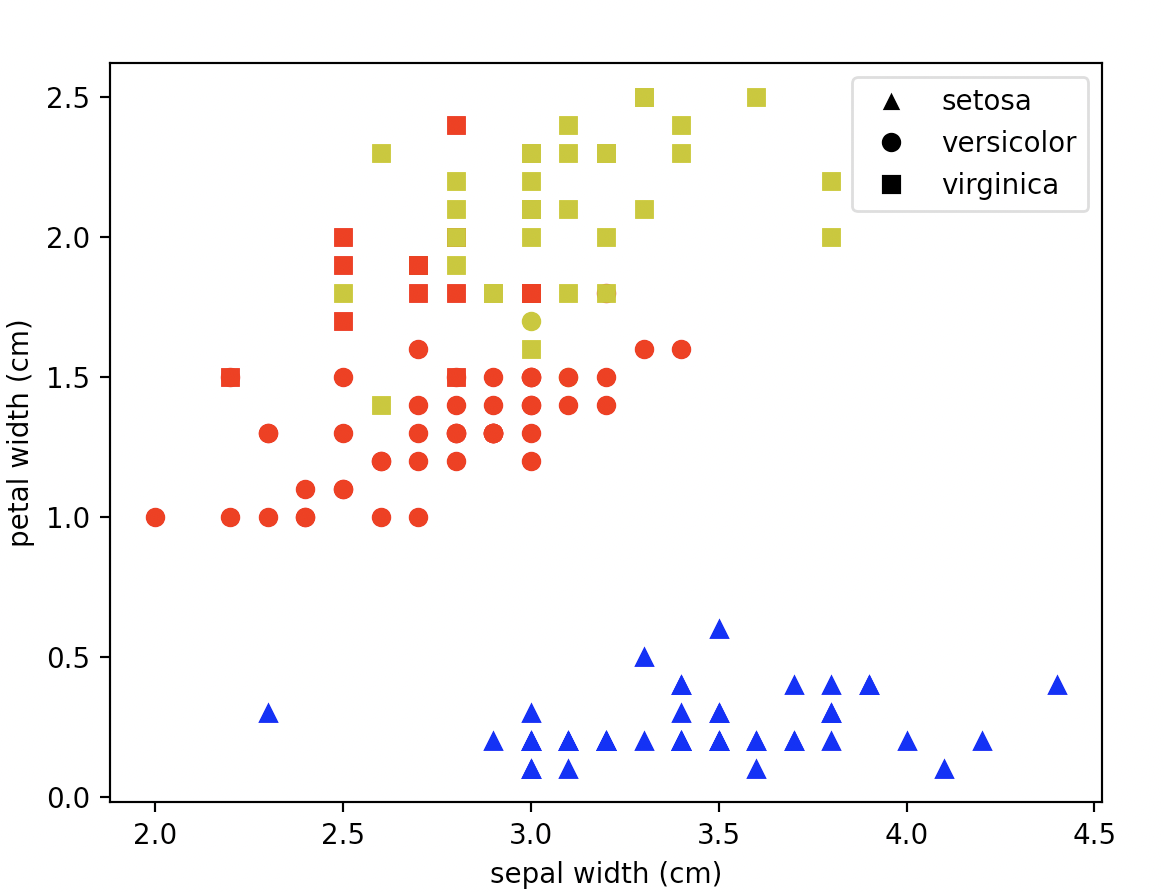 2.5
2.0
1.5
1.0
0.5
0.0
petal width (cm)
setosa
versicolor
virginica
2.0 2.5 3.0 3.5 4.0 4.5
sepal width (cm)